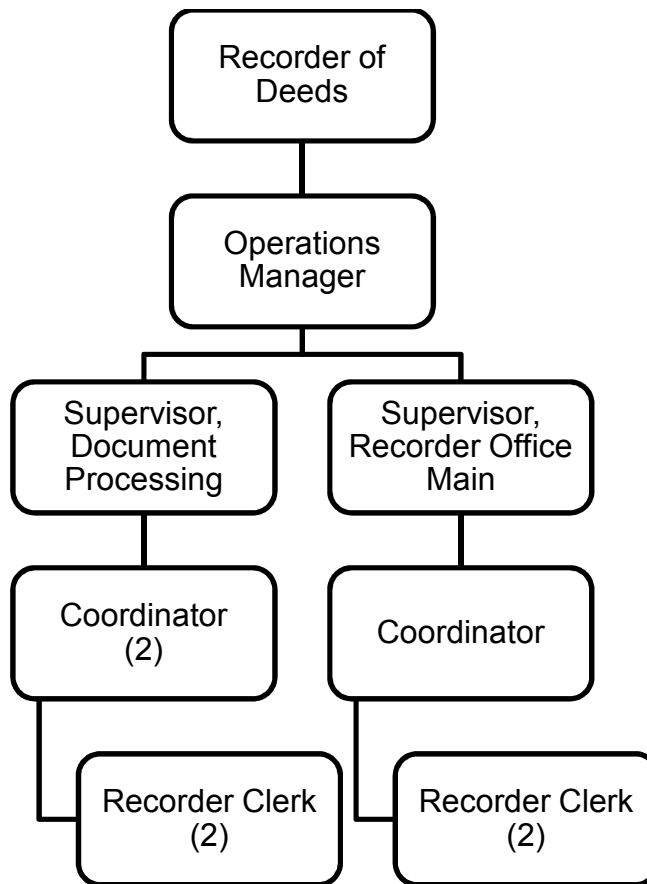 Recorder of
Deeds
Operations
Manager
Supervisor,
Document
Processing
Supervisor,
Recorder Office
Main
Coordinator
(2)
Coordinator
Recorder Clerk
(2)
Recorder Clerk
(2)